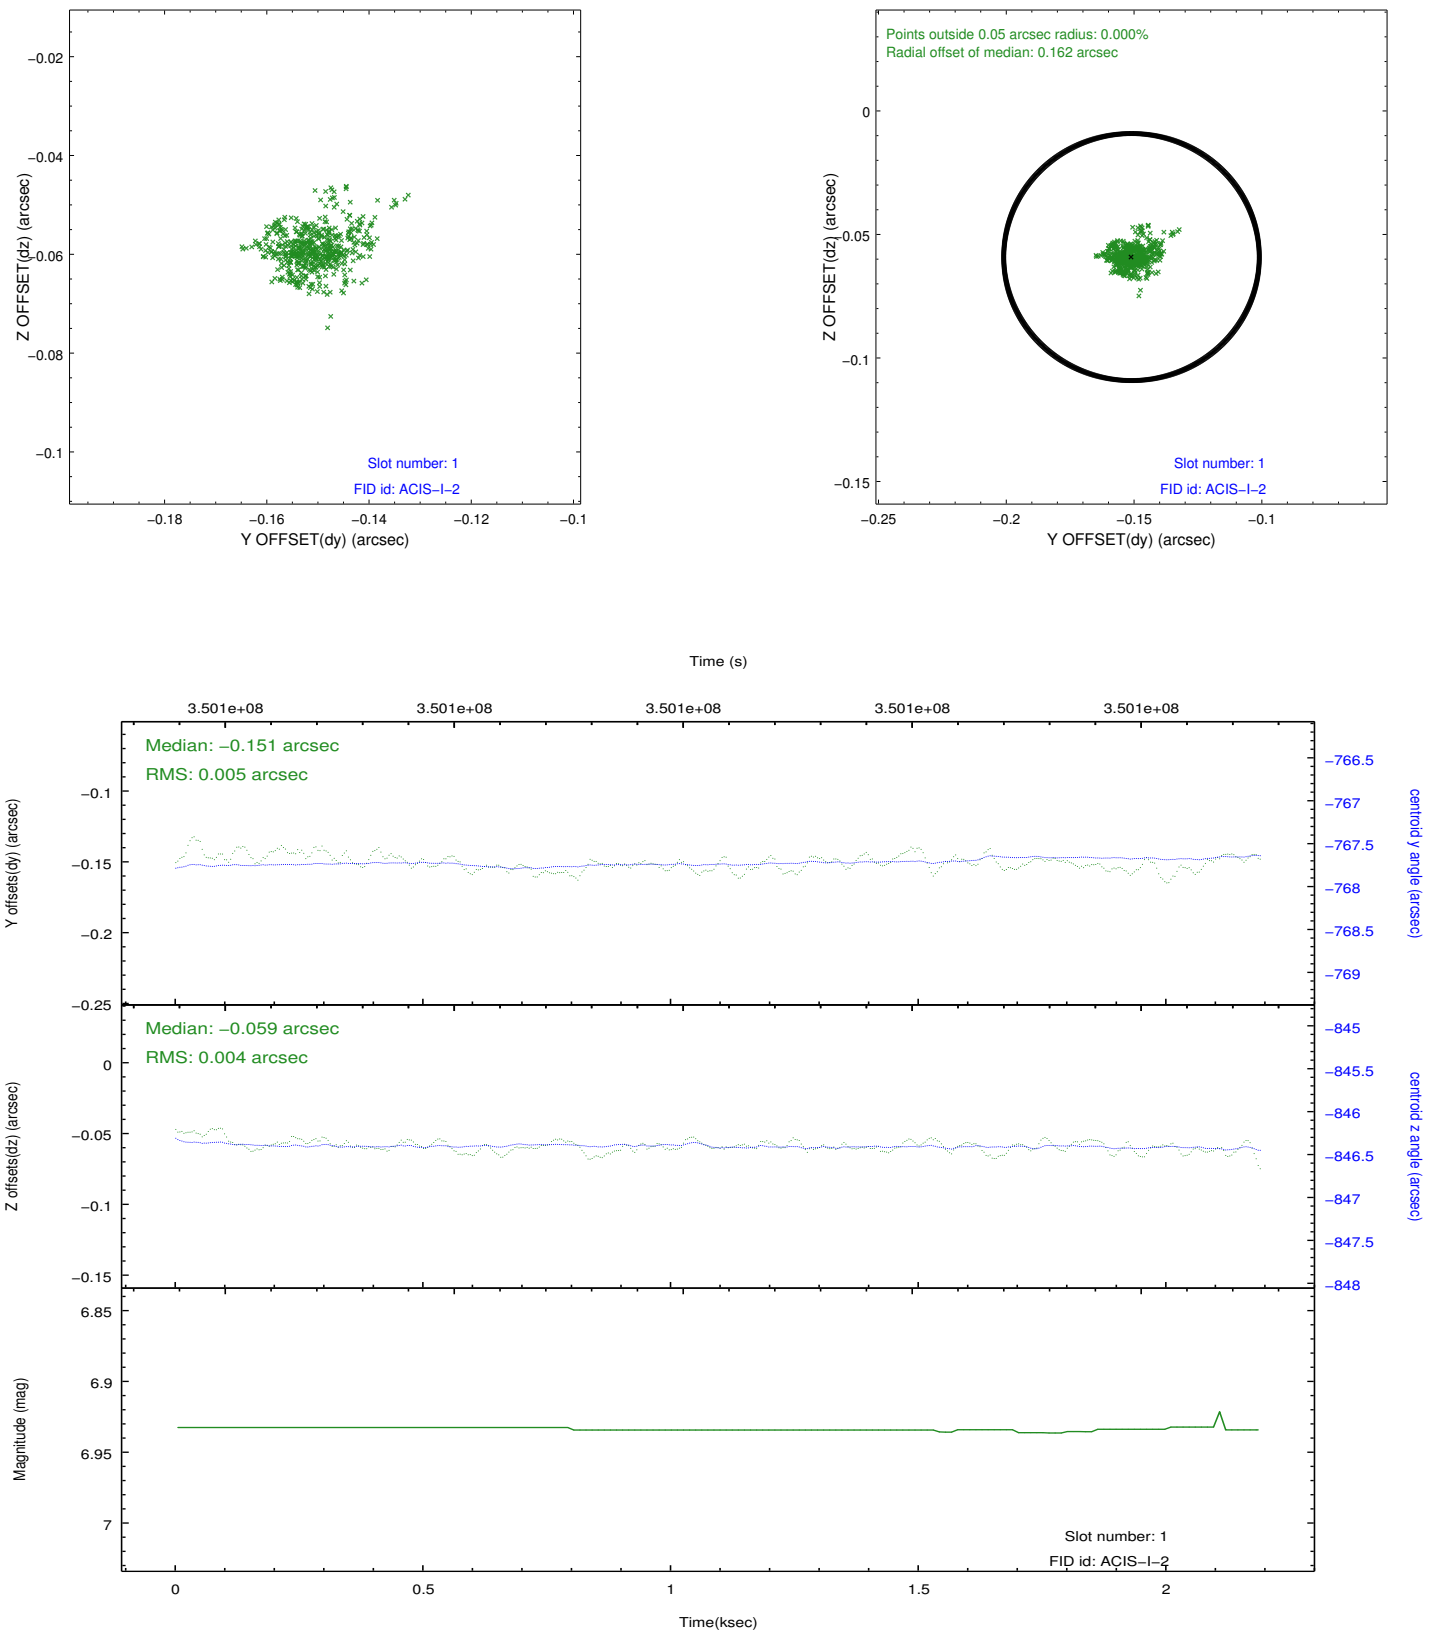 −0.02
−0.04
−0.06
−0.08
−0.1
Z OFFSET(dz) (arcsec)
Slot number: 1
FID id: ACIS−I−2
−0.18
−0.16
−0.14
−0.12
−0.1
Y OFFSET(dy) (arcsec)
Points outside 0.05 arcsec radius: 0.000%
Radial offset of median: 0.162 arcsec
0
−0.05
−0.1
−0.15
Z OFFSET(dz) (arcsec)
Slot number: 1
FID id: ACIS−I−2
−0.25
−0.2
−0.15
−0.1
Y OFFSET(dy) (arcsec)
Time (s)
3.501e+08
3.501e+08
3.501e+08
3.501e+08
3.501e+08
Median: −0.151 arcsec
RMS: 0.005 arcsec
−0.1
−0.15
−0.2
−0.25
Y offsets(dy) (arcsec)
−766.5
−767
−767.5
−768
−768.5
−769
centroid y angle (arcsec)
Median: −0.059 arcsec
RMS: 0.004 arcsec
0
−0.05
−0.1
−0.15
Z offsets(dz) (arcsec)
−845
−845.5
−846
−846.5
−847
−847.5
−848
centroid z angle (arcsec)
6.85
6.9
6.95
7
Magnitude (mag)
Slot number: 1
FID id: ACIS−I−2
0
0.5
1
1.5
2
Time(ksec)